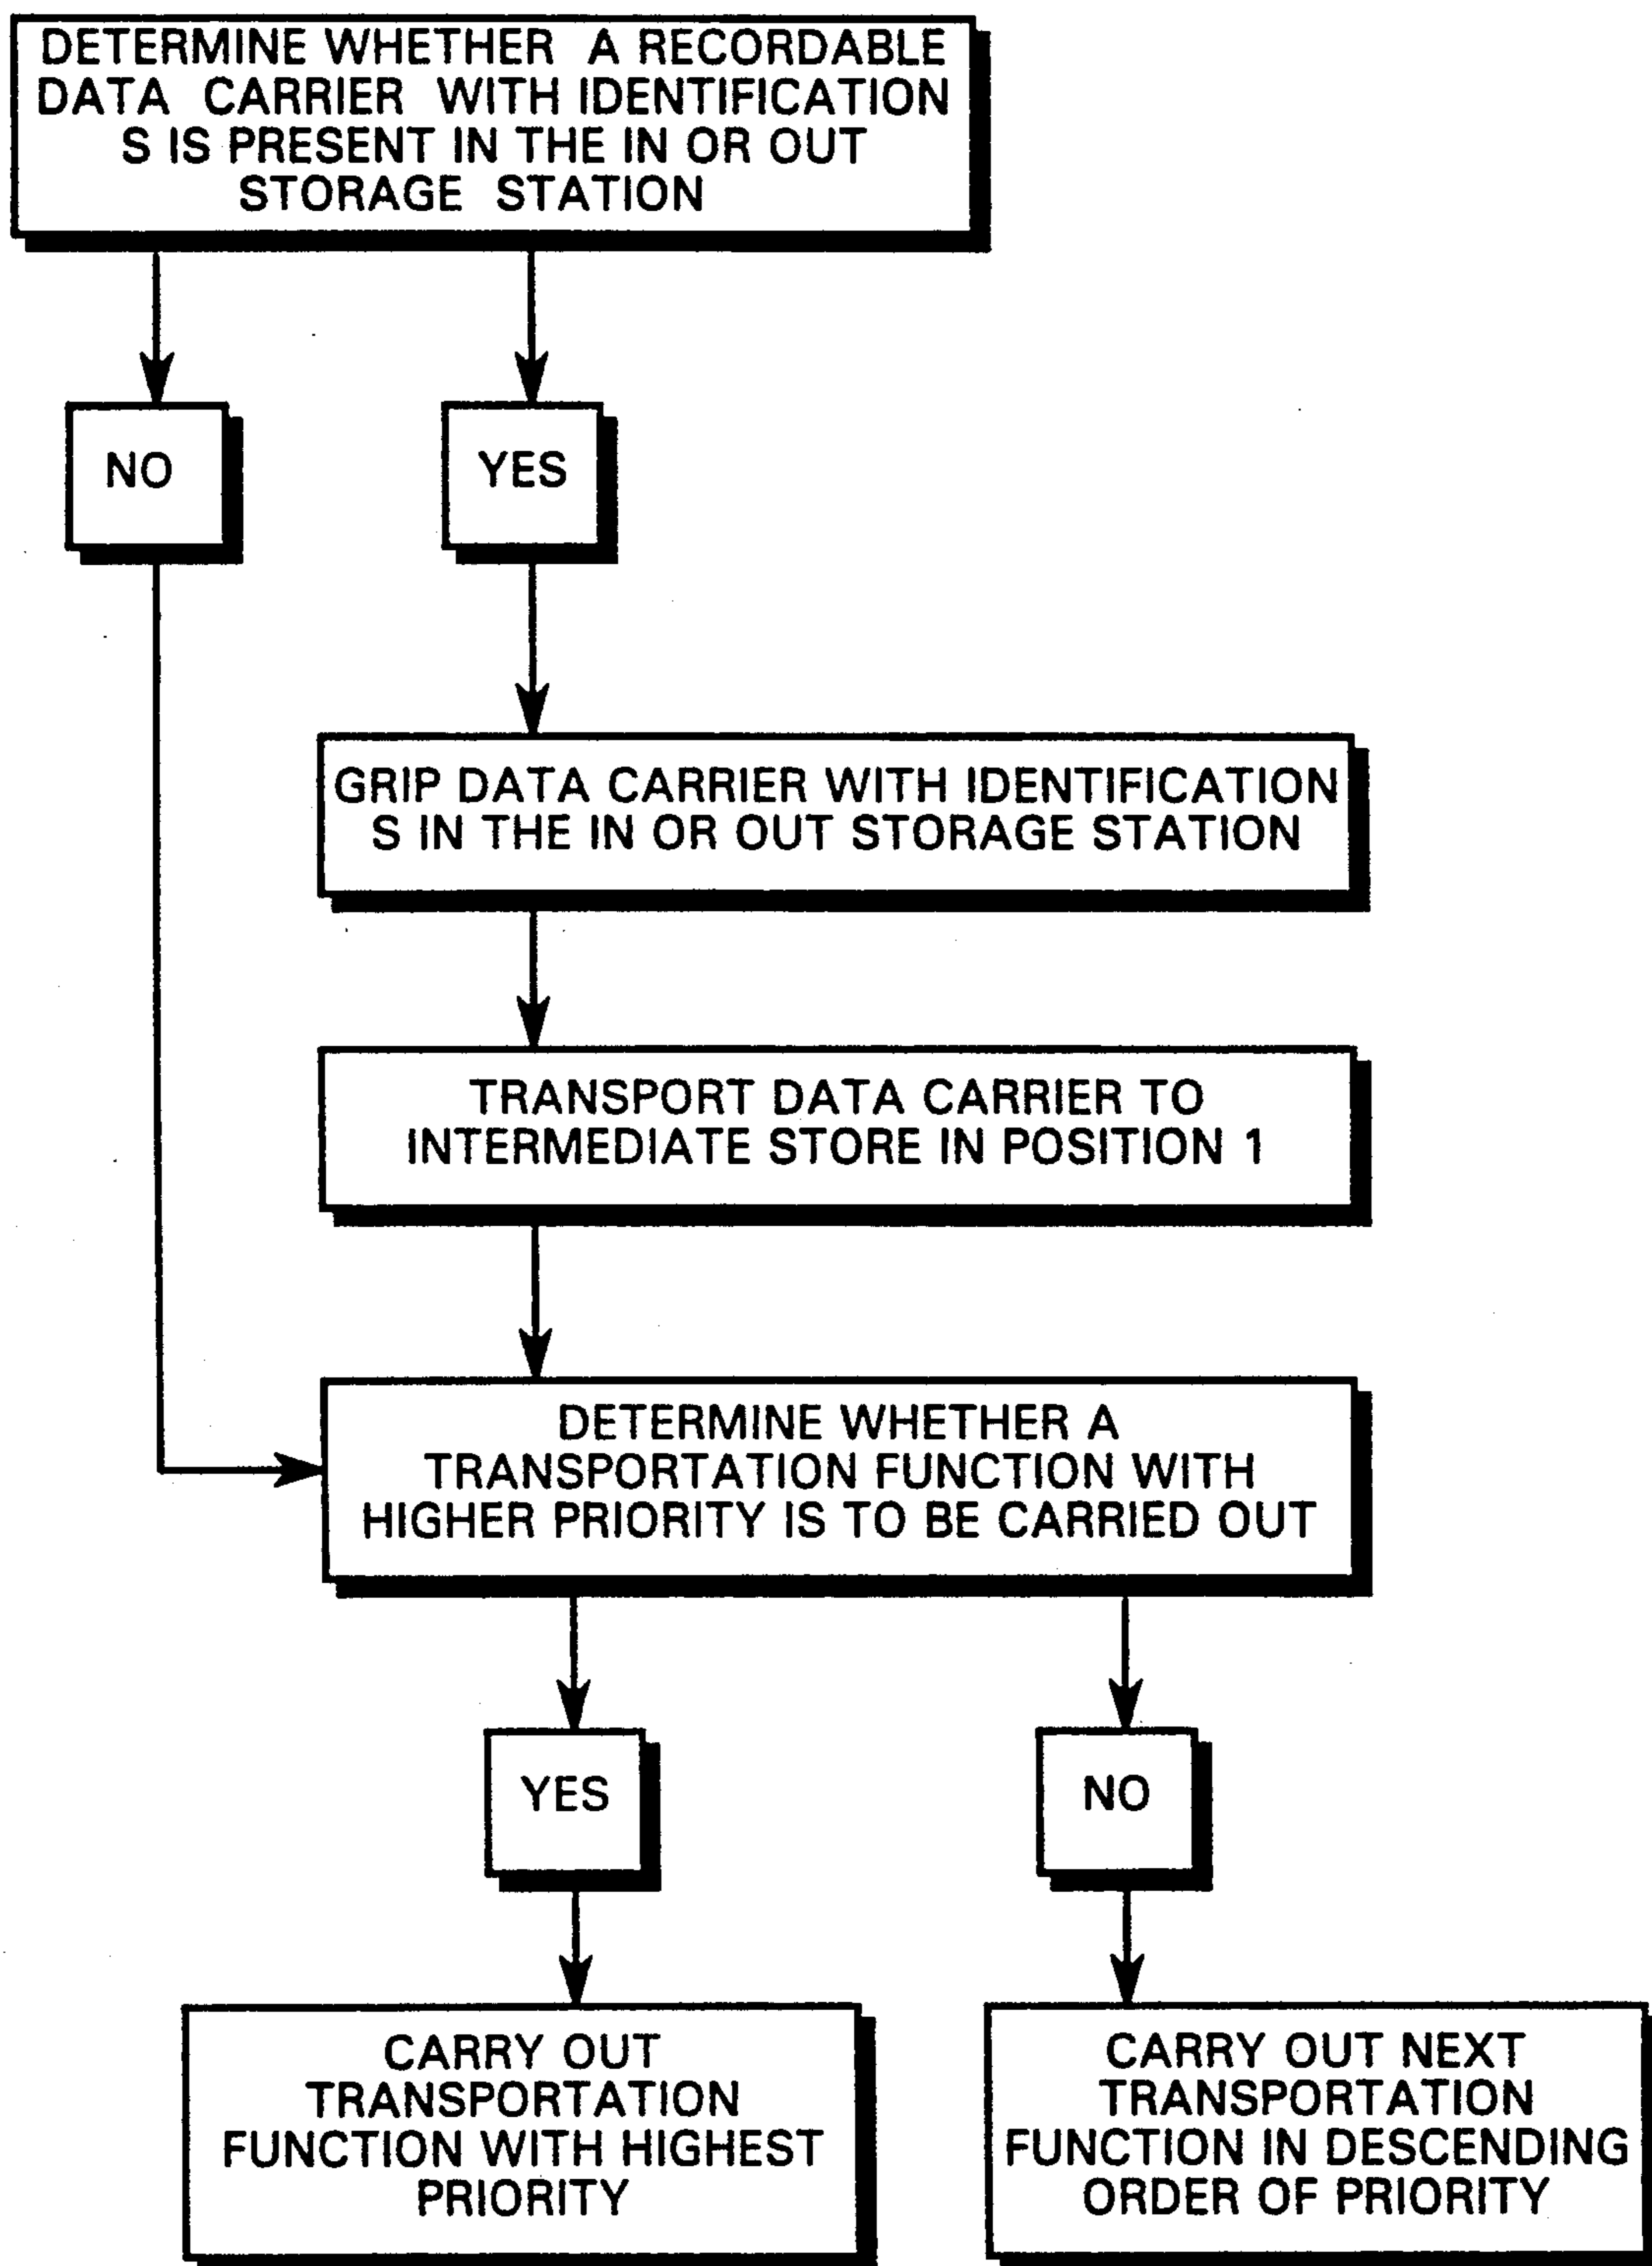 DETERMINE WHETHER A RECORDABLE
DATA CARRIER WITH IDENTIFICATION
S IS PRESENT IN THE IN OR OUT
STORAGE STATION
NO
YES
GRIP DATA CARRIER WITH IDENTIFICATION
S IN THE IN OR OUT STORAGE STATION
TRANSPORT DATA CARRIER TO
INTERMEDIATE STORE IN POSITION 1
DETERMINE WHETHER A
TRANSPORTATION FUNCTION WITH
HIGHER PRIORITY IS TO BE CARRIED OUT
YES
NO
CARRY OUT
TRANSPORTATION
FUNCTION WITH HIGHEST
PRIORITY
CARRY OUT NEXT
TRANSPORTATION
FUNCTION IN DESCENDING
ORDER OF PRIORITY